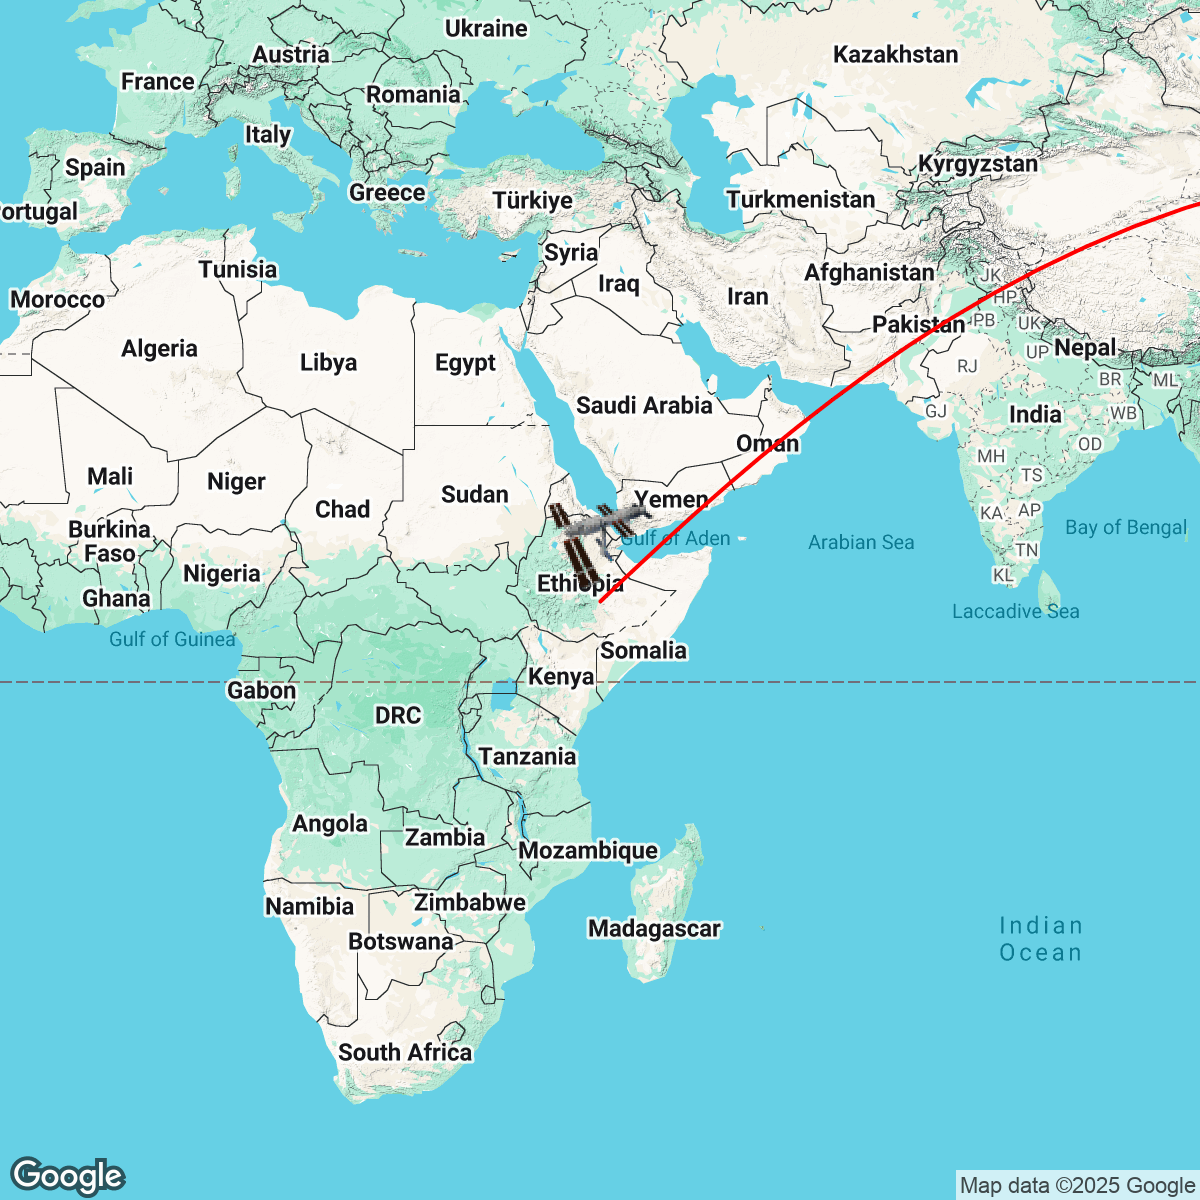 Ukraine
Austria
Kazakhstan
France
Romania
Italy
Kyrgyzstan
Spain
Greece
Türkiye
Turkmenistan
ortugal
Syria
Tunisia
Afghanistan
JK
Iraq
Iran
HP
Morocco
Pakistan
PB
UK
Algeria
Libya
Egypt
UP
Nepal
RJ
BR
ML
Saudi Arabia
GJ
India
WB
Oman
OD
MH
Mali
Niger
Sudan
TS
Yemen
Chad
KA
AP
Burkina
Faso
Gulf of Aden
Arabian Sea
Bay of Bengal
TN
Nigeria
Ethiopia
KL
Ghana
Laccadive Sea
Gulf of Guinea
Somalia
Kenya
Gabon
DRC
Tanzania
Angola
Zambia
Mozambique
Namibia
Zimbabwe
Madagascar
Indian
Ocean
Botswana
South Africa
Google
Map data ©2025 Google